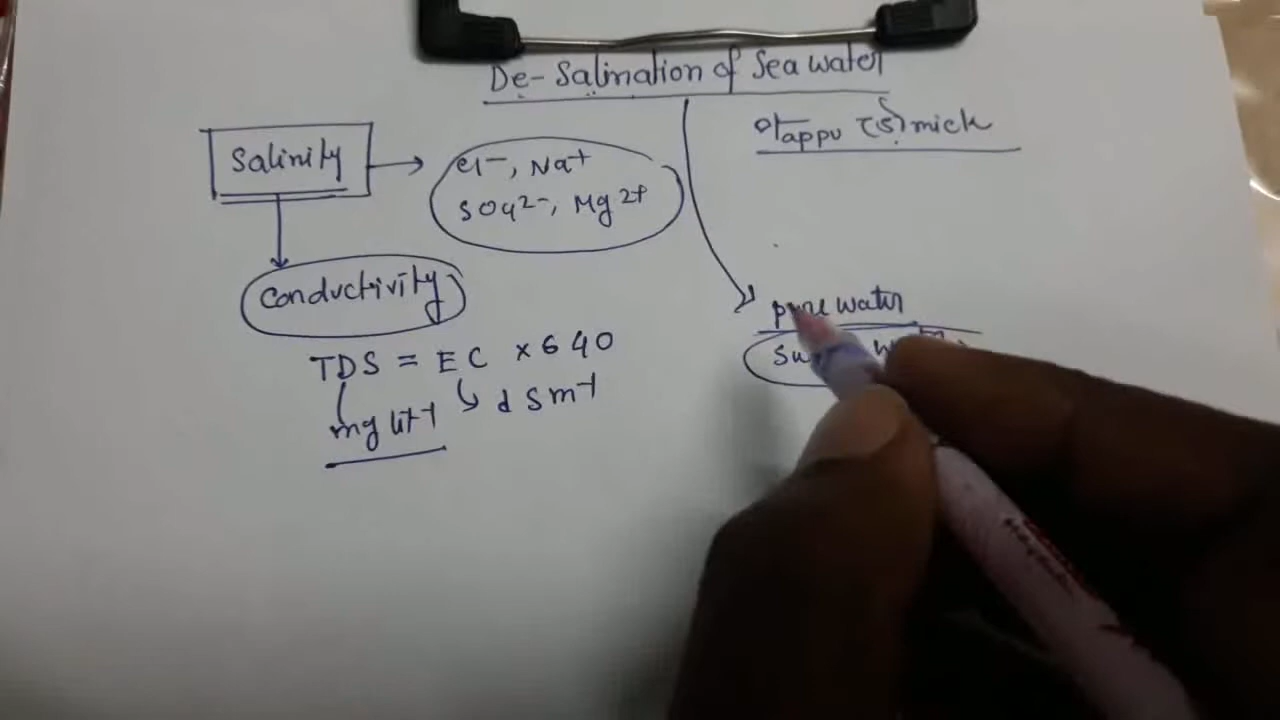 De-Salination of Sea water
Salinity
Cl-, Na+
SO42-, Mg2+
Conductivity
TDS = EC x 640
mg lit-1
dSm-1
pure water